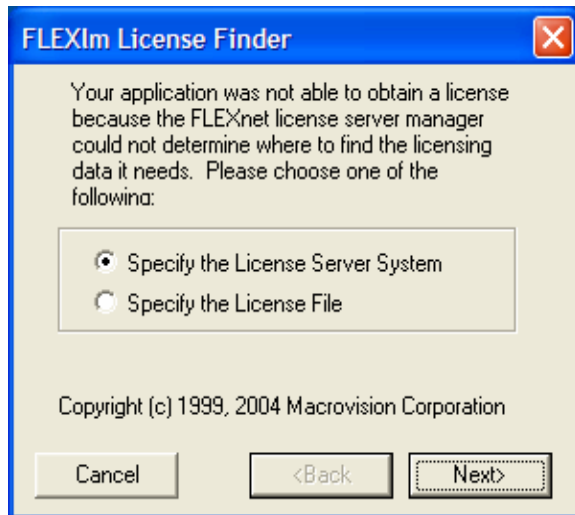 FLEXlm License Finder
Your application was not able to obtain a license
because the FLEXnet license server manager
could not determine where to find the licensing
data it needs.  Please choose one of the
following:
Specify the License Server System
Specify the License File
Copyright (c) 1999, 2004 Macrovision Corporation
Cancel
<Back
Next>